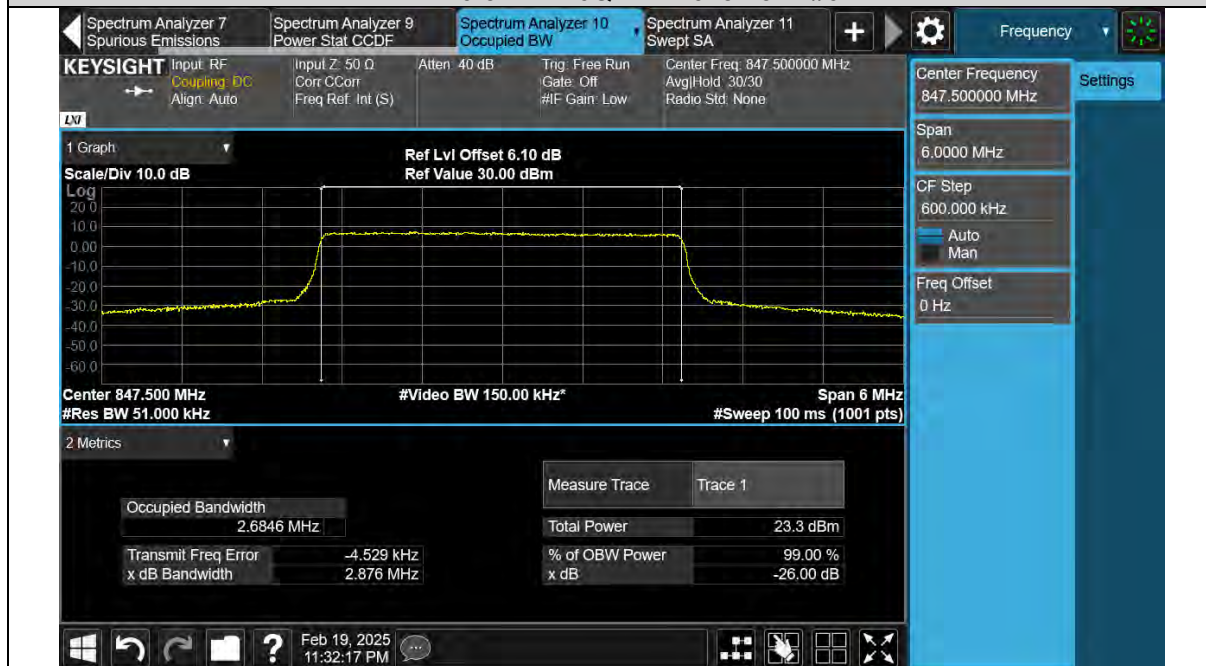 Spectrum Analyzer 7
Spurious Emissions
Spectrum Analyzer 9
Power Stat CCDF
Spectrum Analyzer 10
Occupied BW
Spectrum Analyzer 11
Swept SA
+
Frequency
KEYSIGHT
Input: RF
Coupling: DC
Align: Auto
Input Z: 50 Ω
Corr CCorr
Freq Ref: Int (S)
Atten: 40 dB
Trig: Free Run
Gate: Off
#IF Gain: Low
Center Freq: 847.500000 MHz
Avg|Hold: 30/30
Radio Std: None
LXI
Center Frequency
847.500000 MHz
Settings
Span
6.0000 MHz
CF Step
600.000 kHz
Auto
Man
Freq Offset
0 Hz
1 Graph
Scale/Div 10.0 dB
Ref Lvl Offset 6.10 dB
Ref Value 30.00 dBm
Log
20.0
10.0
0.00
-10.0
-20.0
-30.0
-40.0
-50.0
-60.0
Center 847.500 MHz
#Video BW 150.00 kHz*
Span 6 MHz
#Res BW 51.000 kHz
#Sweep 100 ms (1001 pts)
2 Metrics
Measure Trace
Trace 1
Occupied Bandwidth
2.6846 MHz
Total Power
23.3 dBm
Transmit Freq Error
-4.529 kHz
% of OBW Power
99.00 %
x dB Bandwidth
2.876 MHz
x dB
-26.00 dB
?
Feb 19, 2025
11:32:17 PM